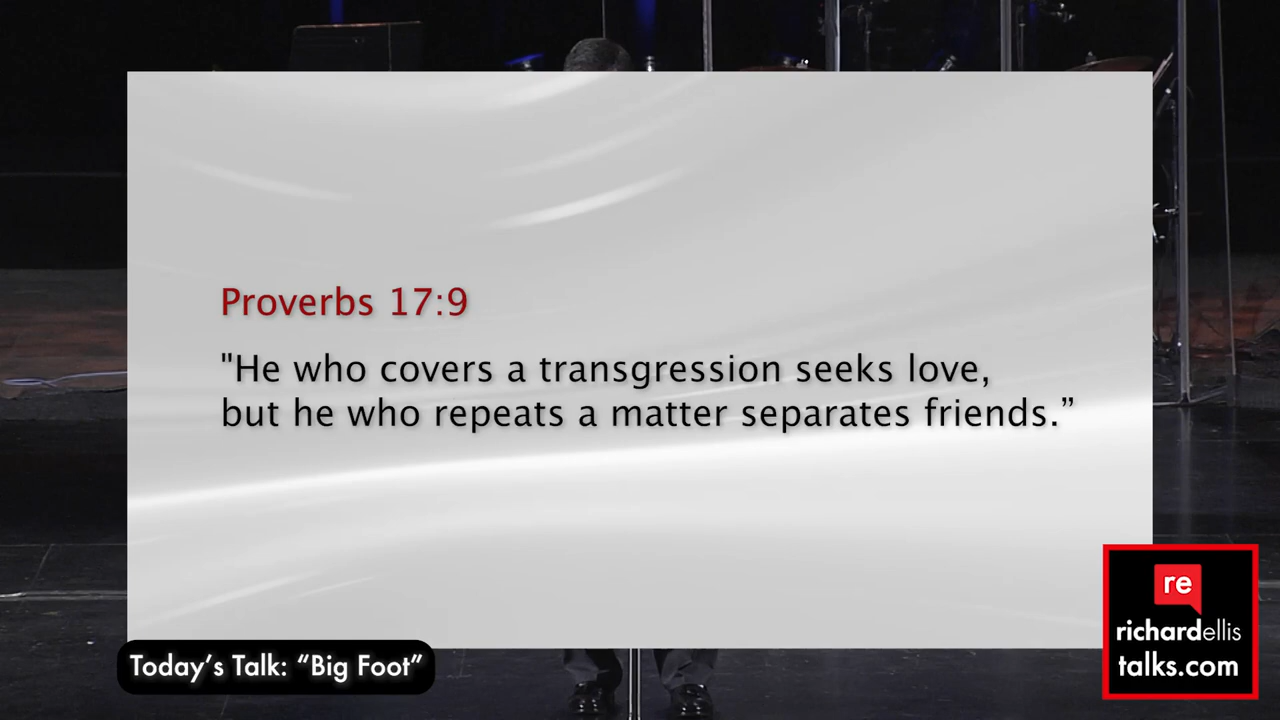 Proverbs 17:9
"He who covers a transgression seeks love,
but he who repeats a matter separates friends.”
Today’s Talk: “Big Foot”
re
richardellis
talks.com